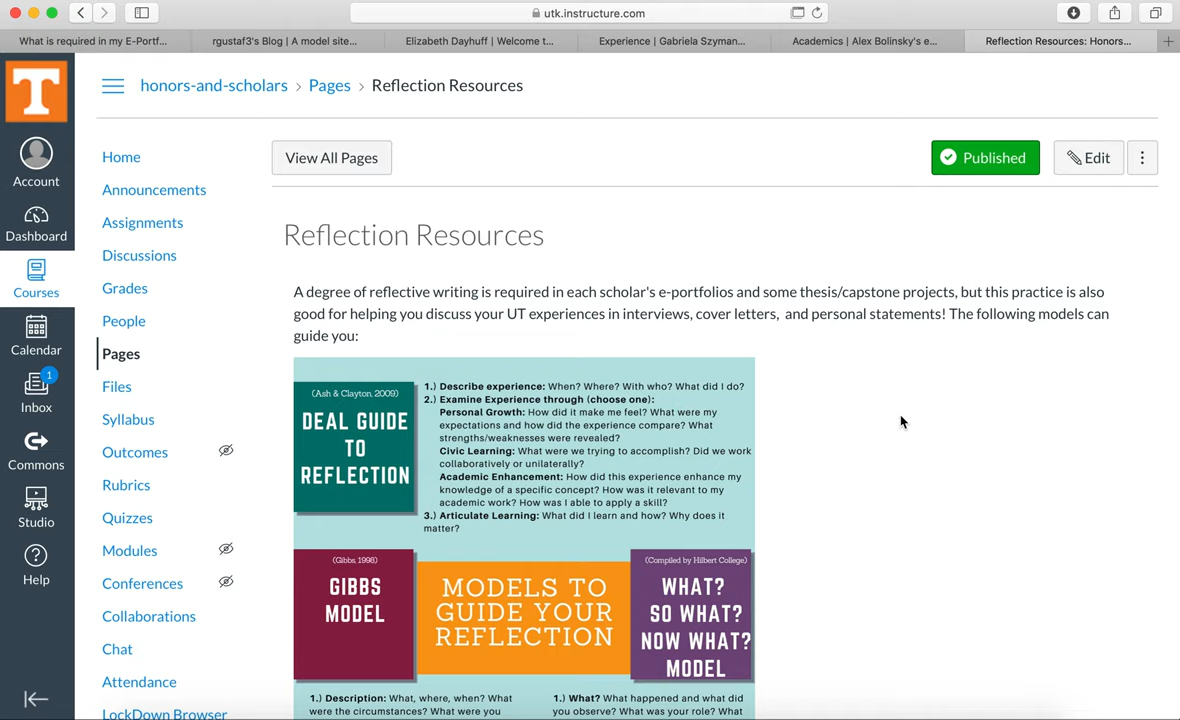 utk.instructure.com
What is required in my E-Portf...
rgustaf3's Blog | A model site...
Elizabeth Dayhuff | Welcome t...
Experience | Gabriela Szyman...
Academics | Alex Bolinsky's e...
Reflection Resources: Honors...
T
Account
Dashboard
Courses
Calendar
1
Inbox
Commons
Studio
Help
honors-and-scholars › Pages › Reflection Resources
Home
Announcements
Assignments
Discussions
Grades
People
Pages
Files
Syllabus
Outcomes
Rubrics
Quizzes
Modules
Conferences
Collaborations
Chat
Attendance
LockDown Browser
View All Pages
Published
Edit
Reflection Resources
A degree of reflective writing is required in each scholar's e-portfolios and some thesis/capstone projects, but this practice is also
good for helping you discuss your UT experiences in interviews, cover letters, and personal statements! The following models can
guide you:
(Ash & Clayton, 2009)
DEAL GUIDE
TO
REFLECTION
1.) Describe experience: When? Where? With who? What did I do?
2.) Examine Experience through (choose one):
Personal Growth: How did it make me feel? What were my
expectations and how did the experience compare? What
strengths/weaknesses were revealed?
Civic Learning: What were we trying to accomplish? Did we work
collaboratively or unilaterally?
Academic Enhancement: How did this experience enhance my
knowledge of a specific concept? How was it relevant to my
academic work? How was I able to apply a skill?
3.) Articulate Learning: What did I learn and how? Why does it
matter?
(Gibbs, 1998)
GIBBS
MODEL
MODELS TO
GUIDE YOUR
REFLECTION
(Compiled by Hilbert College)
WHAT?
SO WHAT?
NOW WHAT?
MODEL
1.) Description: What, where, when? What
were the circumstances? What were you
1.) What? What happened and what did
you observe? What was your role? What